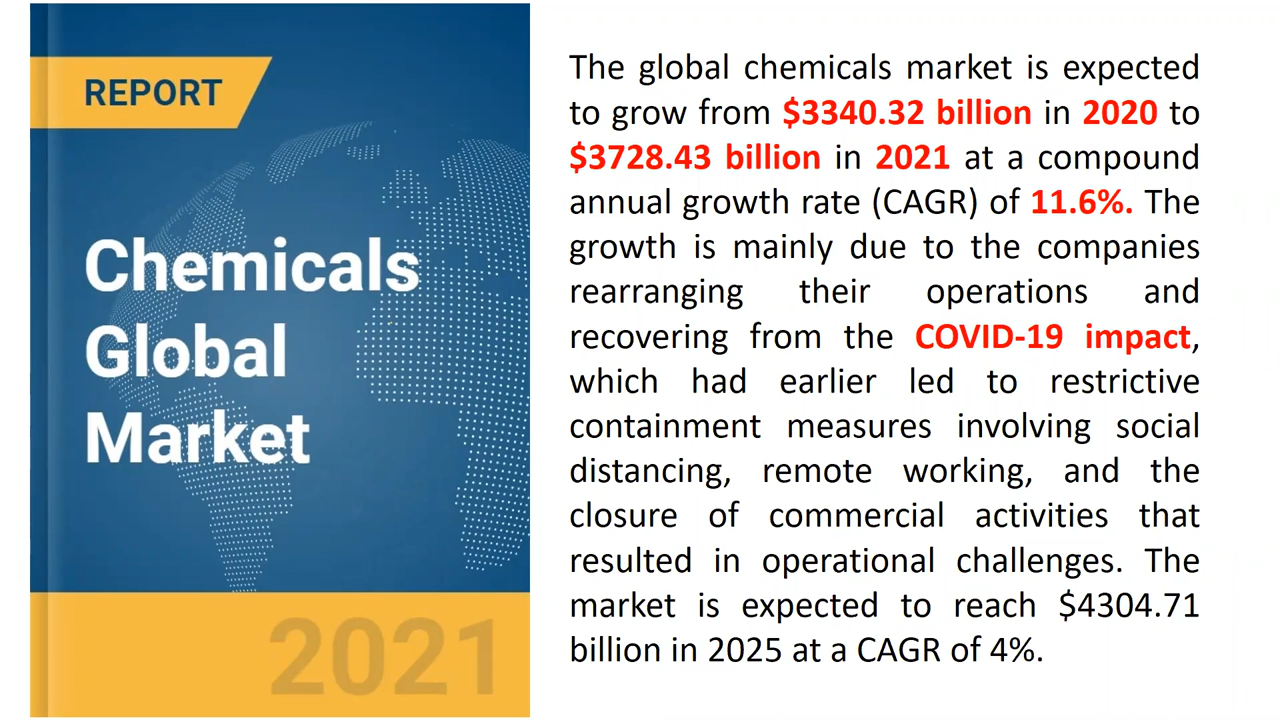 REPORT
Chemicals
Global
Market
2021
The global chemicals market is expected
to grow from $3340.32 billion in 2020 to
$3728.43 billion in 2021 at a compound
annual growth rate (CAGR) of 11.6%. The
growth is mainly due to the companies
rearranging their operations and
recovering from the COVID-19 impact,
which had earlier led to restrictive
containment measures involving social
distancing, remote working, and the
closure of commercial activities that
resulted in operational challenges. The
market is expected to reach $4304.71
billion in 2025 at a CAGR of 4%.